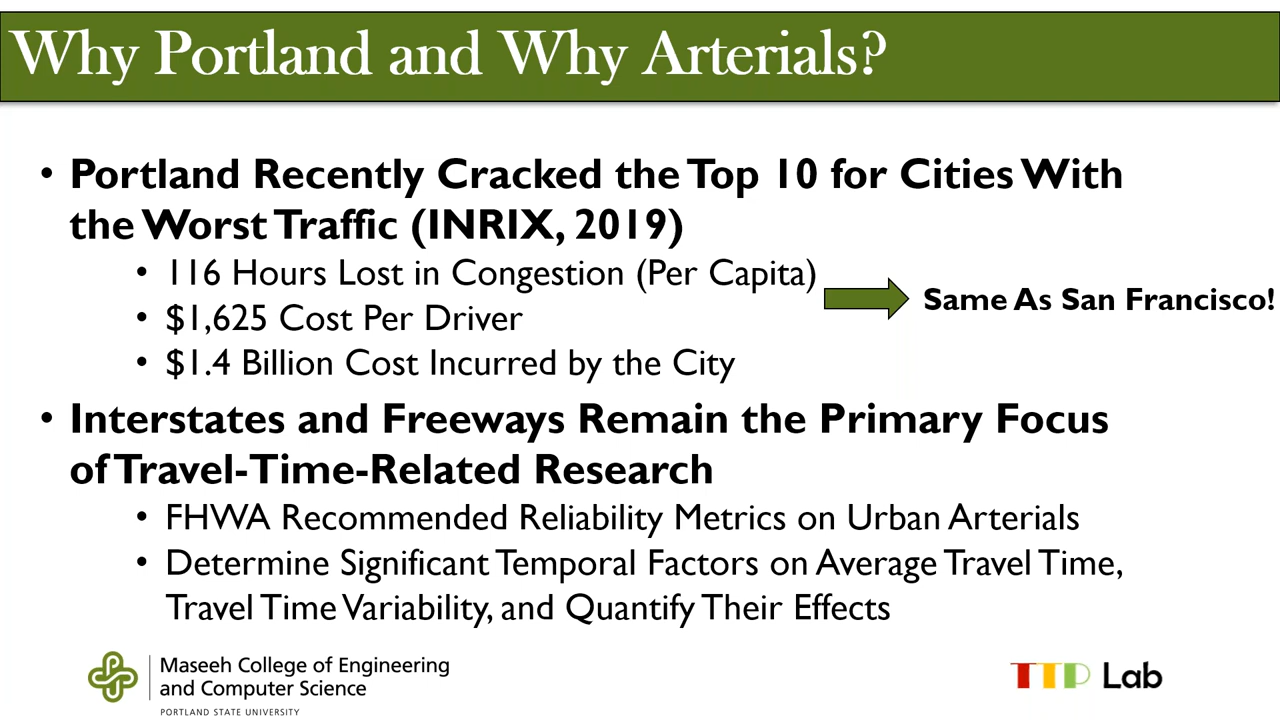 Why Portland and Why Arterials?
• Portland Recently Cracked the Top 10 for Cities With
the Worst Traffic (INRIX, 2019)
• 116 Hours Lost in Congestion (Per Capita)
Same As San Francisco!
• $1,625 Cost Per Driver
• $1.4 Billion Cost Incurred by the City
• Interstates and Freeways Remain the Primary Focus
of Travel-Time-Related Research
• FHWA Recommended Reliability Metrics on Urban Arterials
• Determine Significant Temporal Factors on Average Travel Time,
Travel Time Variability, and Quantify Their Effects
Maseeh College of Engineering
and Computer Science
PORTLAND STATE UNIVERSITY
TTP Lab